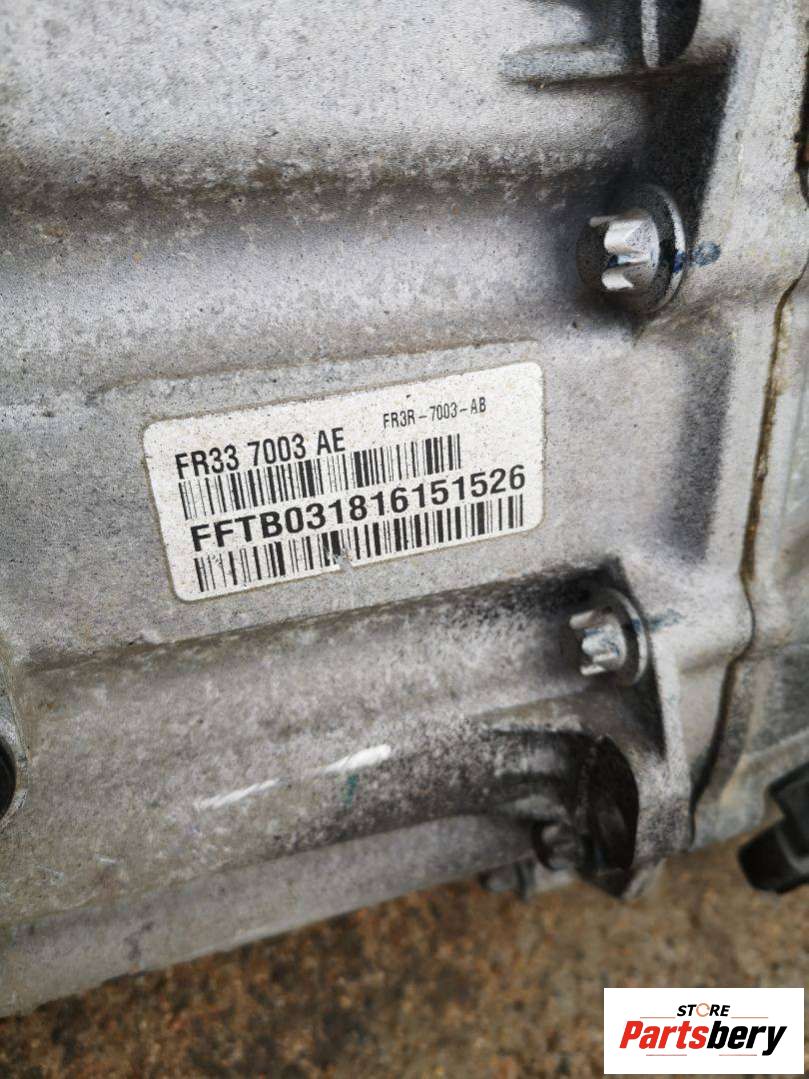 FR33 7003 AE FR3R-7003-AB
FFTB031816151526
STORE
Partsbery